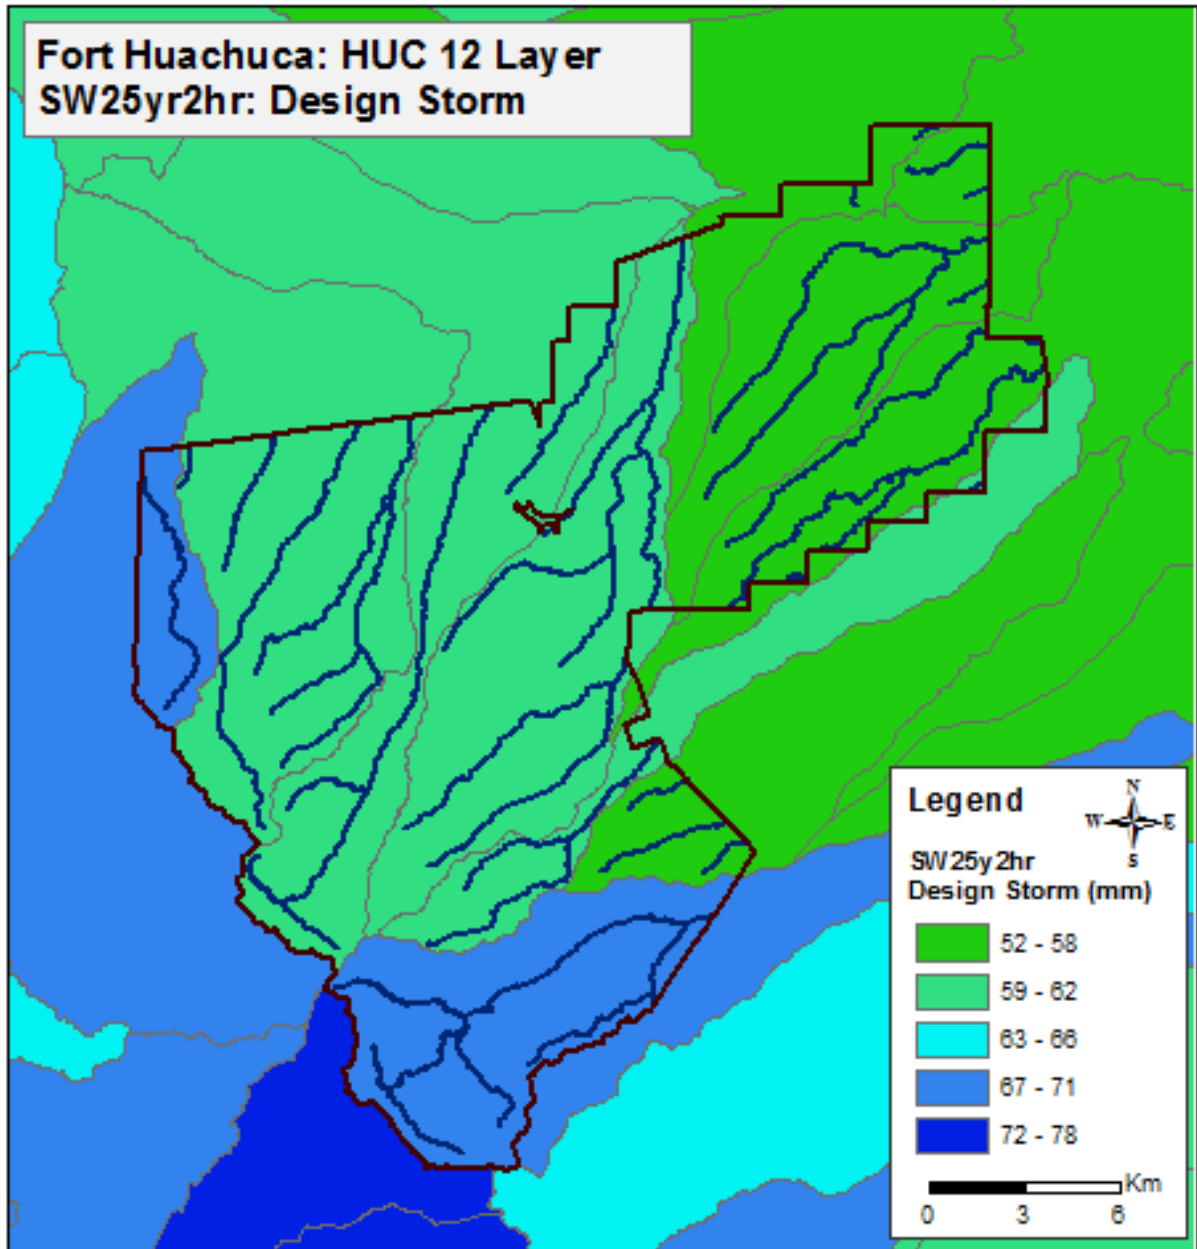 Fort Huachuca: HUC 12 Layer
SW25yr2hr: Design Storm
Legend
N
W E
S
SW25y2hr
Design Storm (mm)
52 - 58
59 - 62
63 - 66
67 - 71
72 - 78
Km
0 3 6